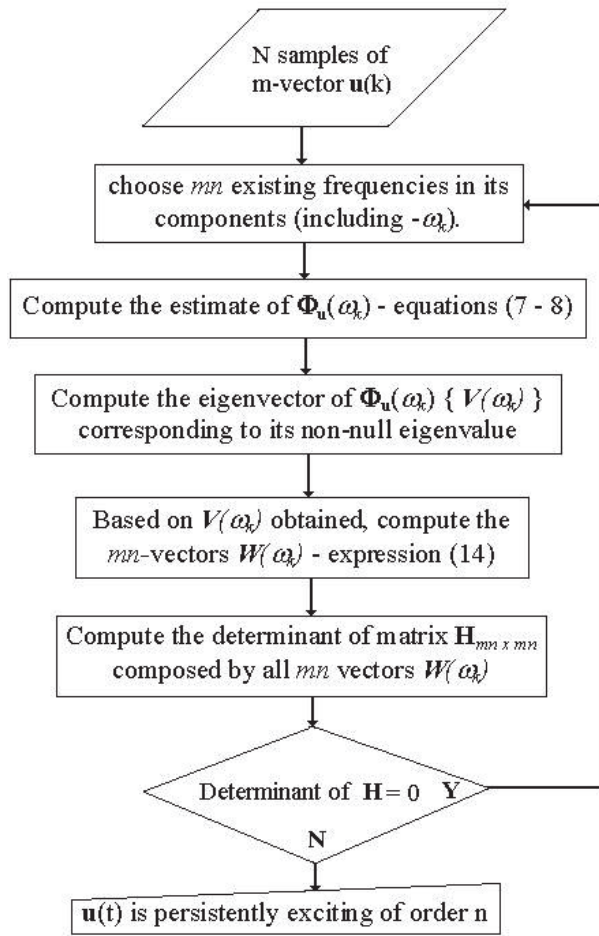 N samples of
m-vector u(k)
choose mn existing frequencies in its
components (including -ωₖ).
Compute the estimate of Φᵤ(ωₖ) - equations (7 - 8)
Compute the eigenvector of Φᵤ(ωₖ) { V(ωₖ) }
corresponding to its non-null eigenvalue
Based on V(ωₖ) obtained, compute the
mn-vectors W(ωₖ) - expression (14)
Compute the determinant of matrix H mn x mn
composed by all mn vectors W(ωₖ)
Determinant of H = 0 Y
N
u(t) is persistently exciting of order n